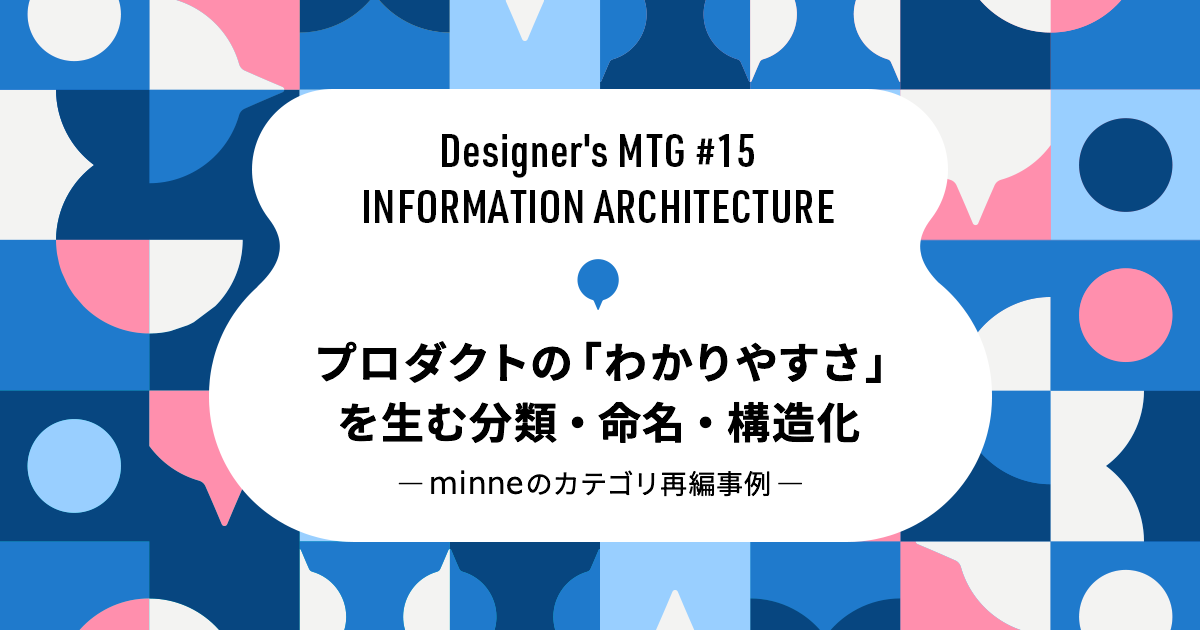 Designer's MTG #15
INFORMATION ARCHITECTURE
プロダクトの「わかりやすさ」
を生む分類・命名・構造化
― minneのカテゴリ再編事例 ―